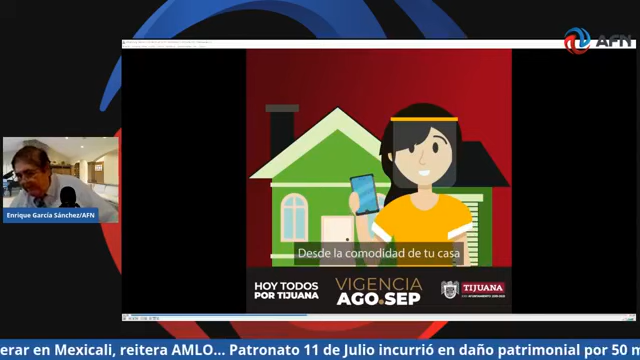 AFN
Enrique García Sánchez/AFN
Desde la comodidad de tu casa
HOY TODOS
POR TIJUANA
VIGENCIA
AGO.SEP
TIJUANA
erar en Mexicali, reitera AMLO... Patronato 11 de Julio incurrió en daño patrimonial por 50 m